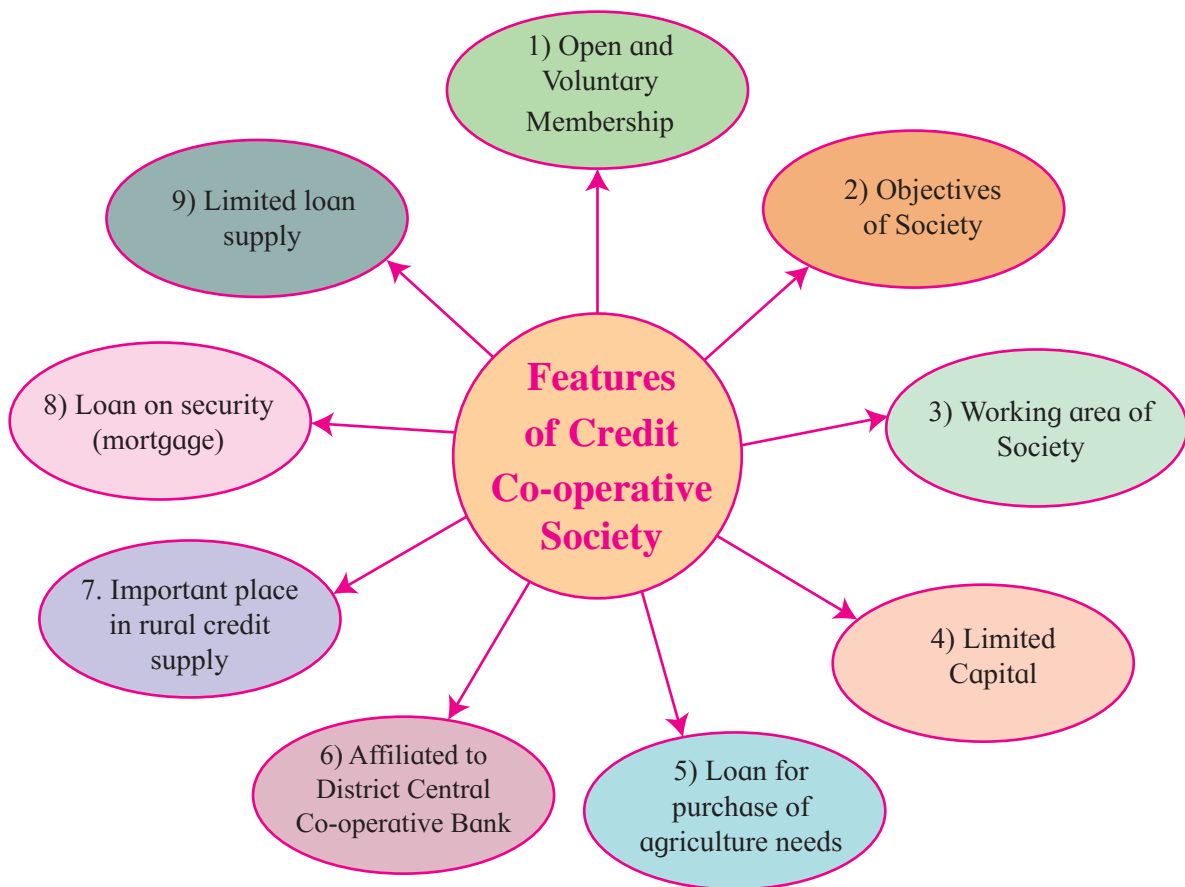 Features
of Credit
Co-operative
Society
1) Open and
Voluntary
Membership
2) Objectives
of Society
3) Working area of
Society
4) Limited
Capital
5) Loan for
purchase of
agriculture needs
6) Affiliated to
District Central
Co-operative Bank
7. Important place
in rural credit
supply
8) Loan on security
(mortgage)
9) Limited loan
supply